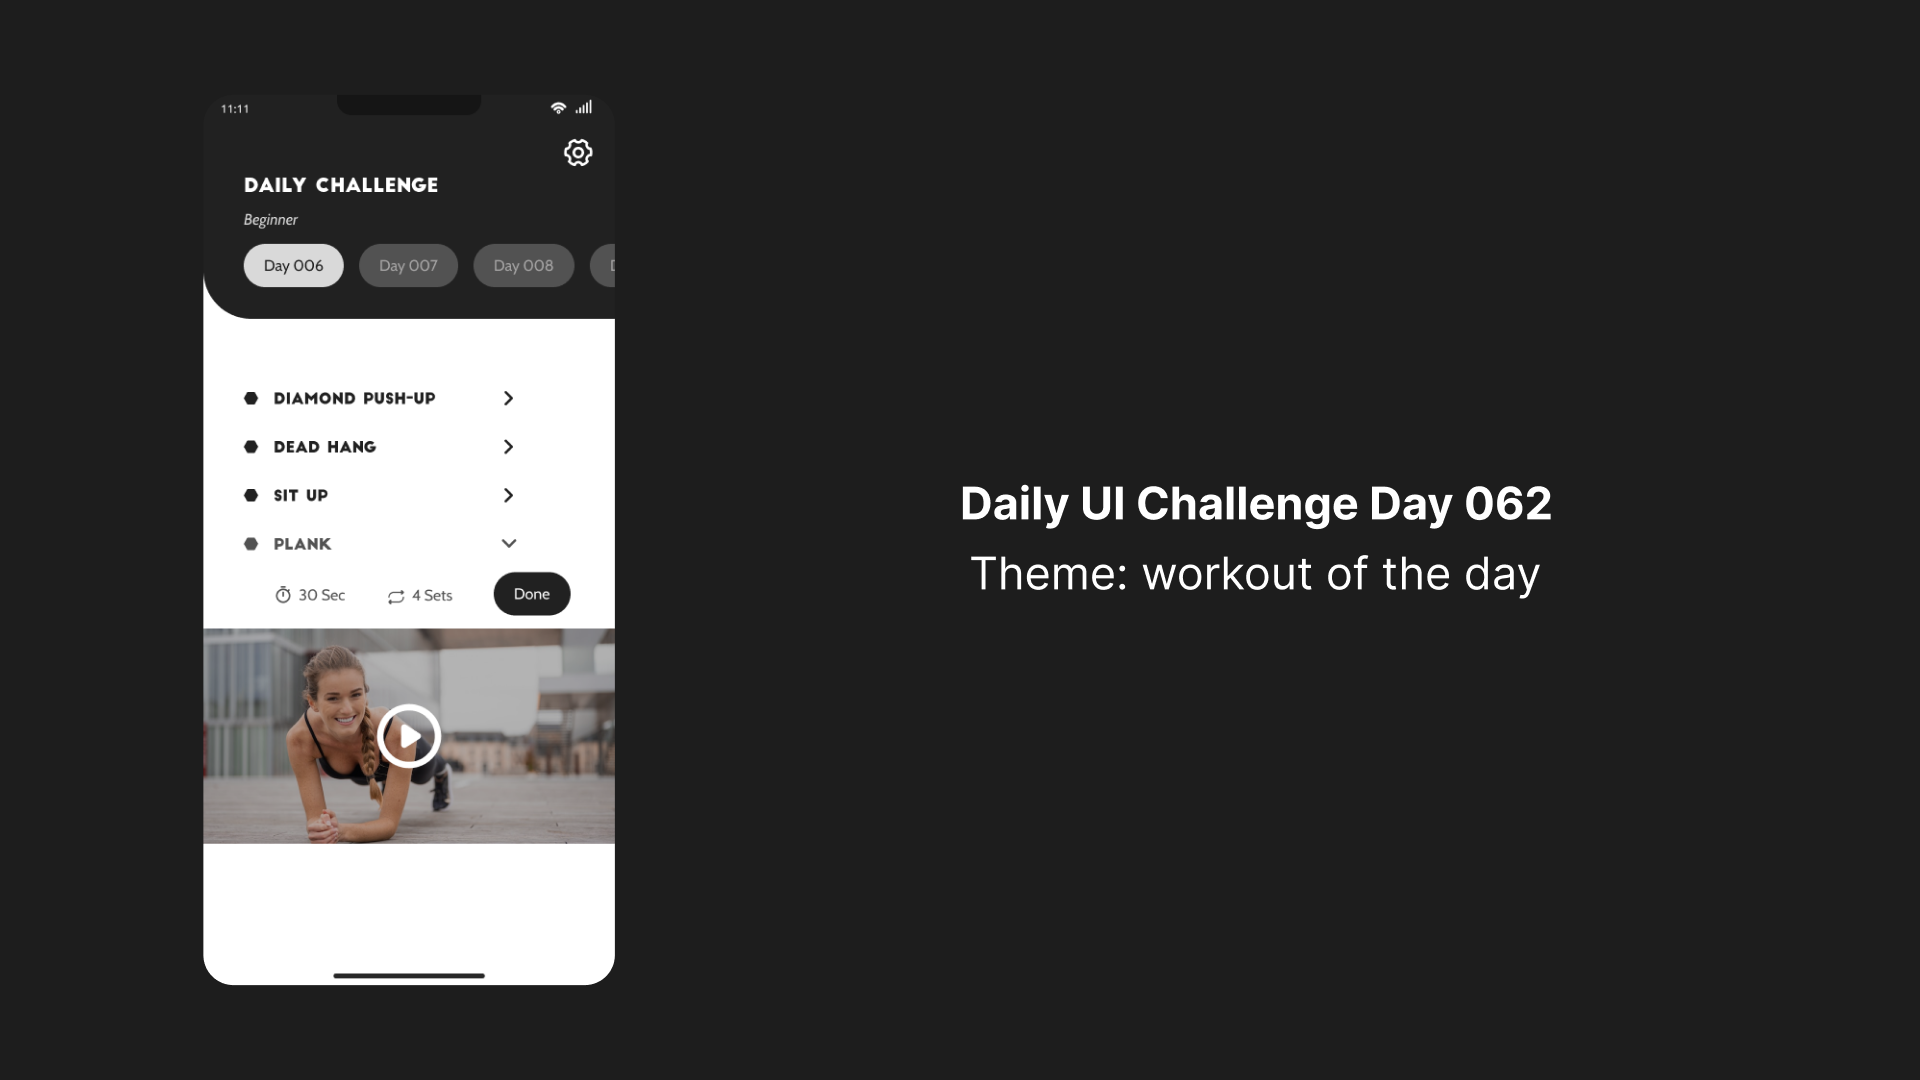 11:11
DAILY CHALLENGE
Beginner
Day 006
Day 007
Day 008
DIAMOND PUSH-UP
DEAD HANG
SIT UP
PLANK
30 Sec
4 Sets
Done
Daily UI Challenge Day 062
Theme: workout of the day